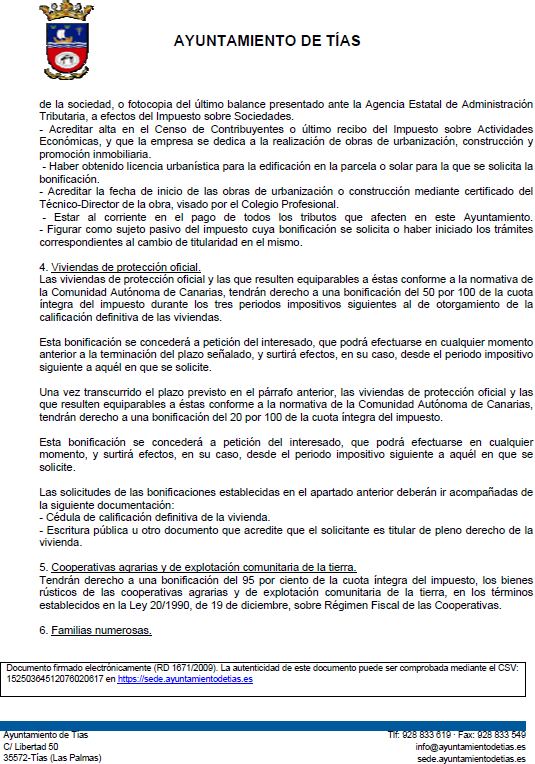 AYUNTAMIENTO DE TÍAS
de la sociedad, o fotocopia del último balance presentado ante la Agencia Estatal de Administración
Tributaria, a efectos del Impuesto sobre Sociedades.
- Acreditar alta en el Censo de Contribuyentes o último recibo del Impuesto sobre Actividades
Económicas, y que la empresa se dedica a la realización de obras de urbanización, construcción y
promoción inmobiliaria.
- Haber obtenido licencia urbanística para la edificación en la parcela o solar para la que se solicita la
bonificación.
- Acreditar la fecha de inicio de las obras de urbanización o construcción mediante certificado del
Técnico-Director de la obra, visado por el Colegio Profesional.
- Estar al corriente en el pago de todos los tributos que afecten en este Ayuntamiento.
- Figurar como sujeto pasivo del impuesto cuya bonificación se solicita o haber iniciado los trámites
correspondientes al cambio de titularidad en el mismo.
4. Viviendas de protección oficial.
Las viviendas de protección oficial y las que resulten equiparables a éstas conforme a la normativa de
la Comunidad Autónoma de Canarias, tendrán derecho a una bonificación del 50 por 100 de la cuota
íntegra del impuesto durante los tres periodos impositivos siguientes al de otorgamiento de la
calificación definitiva de las viviendas.
Esta bonificación se concederá a petición del interesado, que podrá efectuarse en cualquier momento
anterior a la terminación del plazo señalado, y surtirá efectos, en su caso, desde el periodo impositivo
siguiente a aquél en que se solicite.
Una vez transcurrido el plazo previsto en el párrafo anterior, las viviendas de protección oficial y las
que resulten equiparables a éstas conforme a la normativa de la Comunidad Autónoma de Canarias,
tendrán derecho a una bonificación del 20 por 100 de la cuota íntegra del impuesto.
Esta bonificación se concederá a petición del interesado, que podrá efectuarse en cualquier
momento, y surtirá efectos, en su caso, desde el periodo impositivo siguiente a aquél en que se
solicite.
Las solicitudes de las bonificaciones establecidas en el apartado anterior deberán ir acompañadas de
la siguiente documentación:
- Cédula de calificación definitiva de la vivienda.
- Escritura pública u otro documento que acredite que el solicitante es titular de pleno derecho de la
vivienda.
5. Cooperativas agrarias y de explotación comunitaria de la tierra.
Tendrán derecho a una bonificación del 95 por ciento de la cuota íntegra del impuesto, los bienes
rústicos de las cooperativas agrarias y de explotación comunitaria de la tierra, en los términos
establecidos en la Ley 20/1990, de 19 de diciembre, sobre Régimen Fiscal de las Cooperativas.
6. Familias numerosas.
Documento firmado electrónicamente (RD 1671/2009). La autenticidad de este documento puede ser comprobada mediante el CSV:
15250364512076020617 en https://sede.ayuntamientodetias.es
Ayuntamiento de Tías
Tlf: 928 833 619 · Fax: 928 833 549
C/ Libertad 50
info@ayuntamientodetias.es
35572-Tías (Las Palmas)
sede.ayuntamientodetias.es